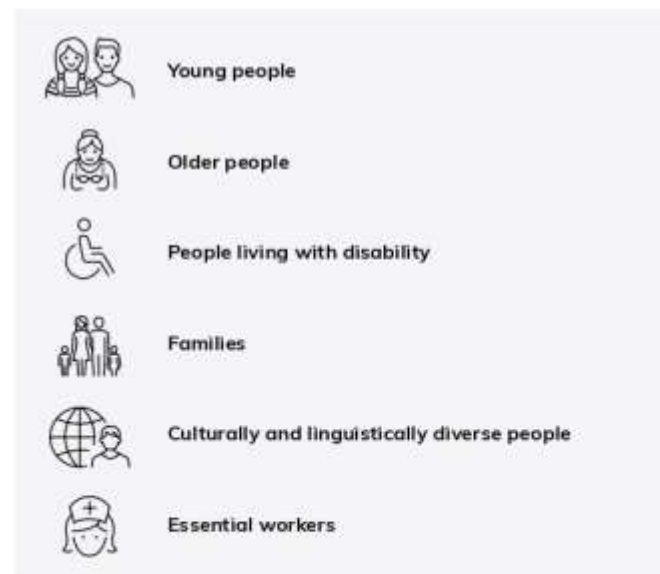 Young people
Older people
People living with disability
Families
Culturally and linguistically diverse people
Essential workers